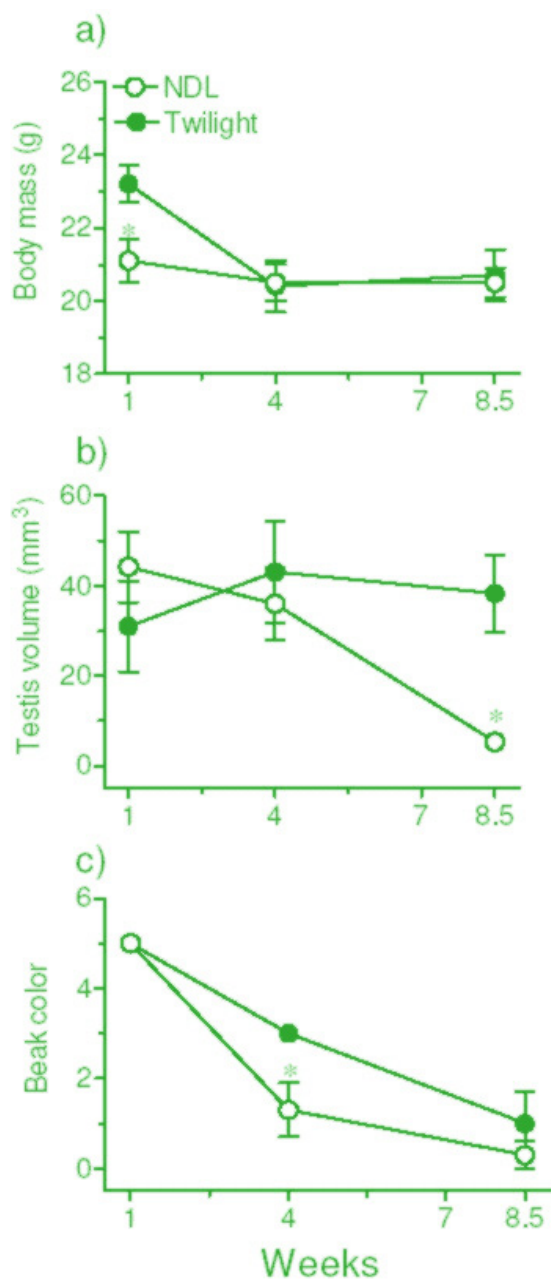 a)
NDL
Twilight
Body mass (g)
26
24
22
20
18
*
1 4 7 8.5
b)
Testis volume (mm³)
60
40
20
0
*
1 4 7 8.5
c)
Beak color
6
4
2
0
*
1 4 7 8.5
Weeks